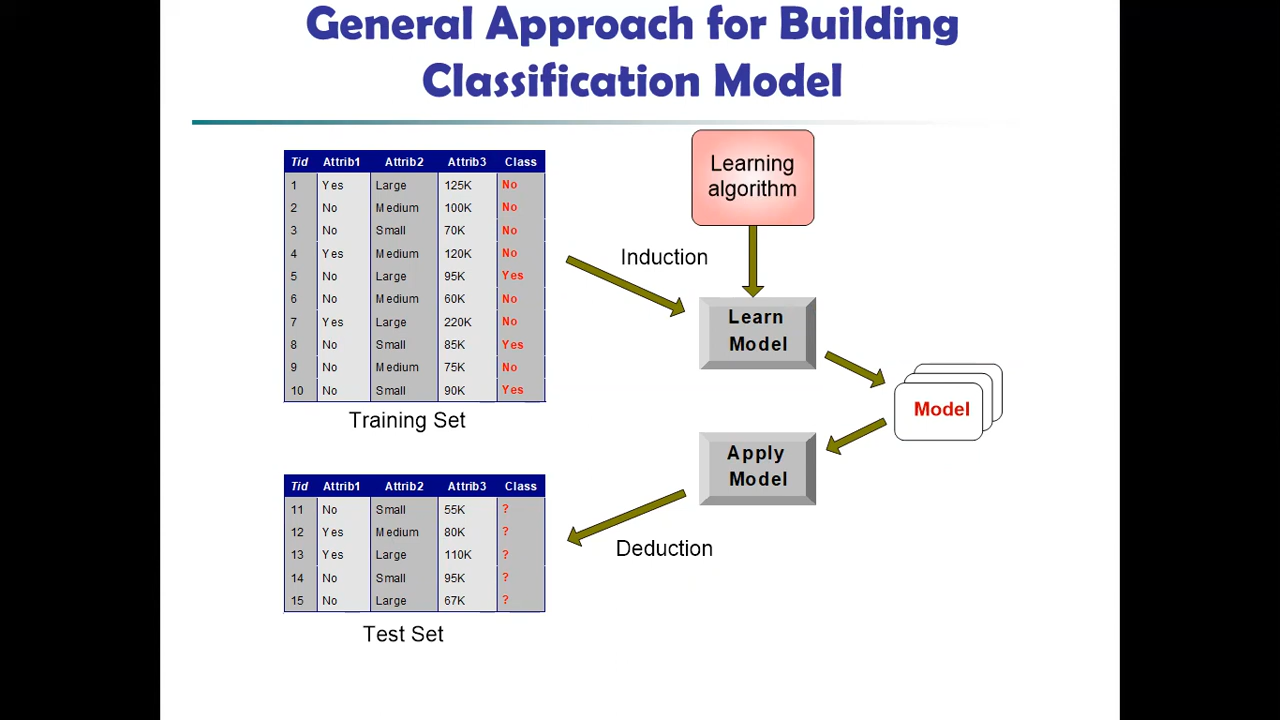 General Approach for Building
Classification Model
Tid Attrib1 Attrib2 Attrib3 Class
1 Yes Large 125K No
2 No Medium 100K No
3 No Small 70K No
4 Yes Medium 120K No
5 No Large 95K Yes
6 No Medium 60K No
7 Yes Large 220K No
8 No Small 85K Yes
9 No Medium 75K No
10 No Small 90K Yes
Training Set
Learning
algorithm
Induction
Learn
Model
Model
Apply
Model
Deduction
Tid Attrib1 Attrib2 Attrib3 Class
11 No Small 55K ?
12 Yes Medium 80K ?
13 Yes Large 110K ?
14 No Small 95K ?
15 No Large 67K ?
Test Set